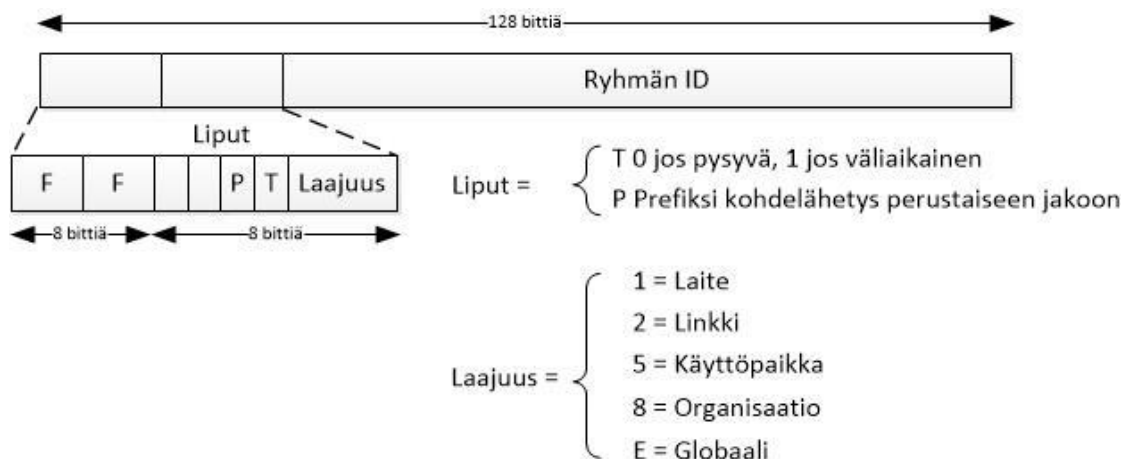 128 bittiä
Ryhmän ID
Liput
F F P T Laajuus
8 bittiä 8 bittiä
Liput =
T 0 jos pysyvä, 1 jos väliaikainen
P Prefiksi kohdelähetys perustaiseen jakoon
Laajuus =
1 = Laite
2 = Linkki
5 = Käyttöpaikka
8 = Organisaatio
E = Globaali